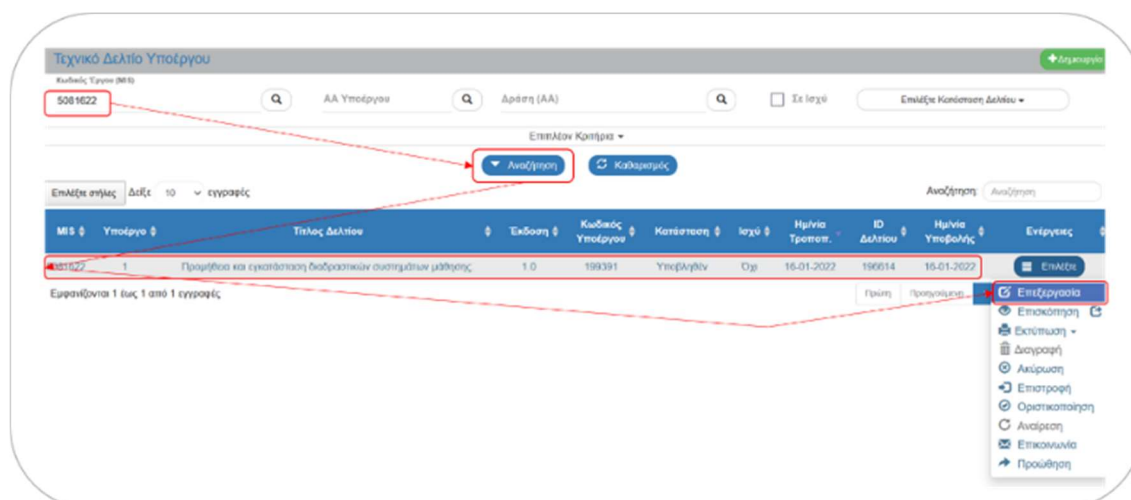 Τεχνικό Δελτίο Υποέργου
Δημιουργία
Κωδικός Έργου (MIS)
5081622 ΑΑ Υποέργου Δράση (ΑΑ) Σε Ισχύ Επιλέξτε Κατάσταση Δελτίου
Επιπλέον Κριτήρια
Αναζήτηση Καθαρισμός
Επιλέξτε στήλες Δείξε 10 εγγραφές Αναζήτηση: Αναζήτηση
MIS Υποέργο Τίτλος Δελτίου Έκδοση Κωδικός Υποέργου Κατάσταση Ισχύ Ημ/νία Τροποπ. ID Δελτίου Ημ/νία Υποβολής Ενέργειες
081622 1 Προμήθεια και εγκατάσταση διαδραστικών συστημάτων μάθησης 1.0 199391 Υποβληθέν Όχι 16-01-2022 196614 16-01-2022 Επιλέξτε
Εμφανίζονται 1 έως 1 από 1 εγγραφές Πρώτη Προηγούμενη
Επεξεργασία
Επισκόπηση
Εκτύπωση
Διαγραφή
Ακύρωση
Επιστροφή
Οριστικοποίηση
Αναίρεση
Επικοινωνία
Προώθηση